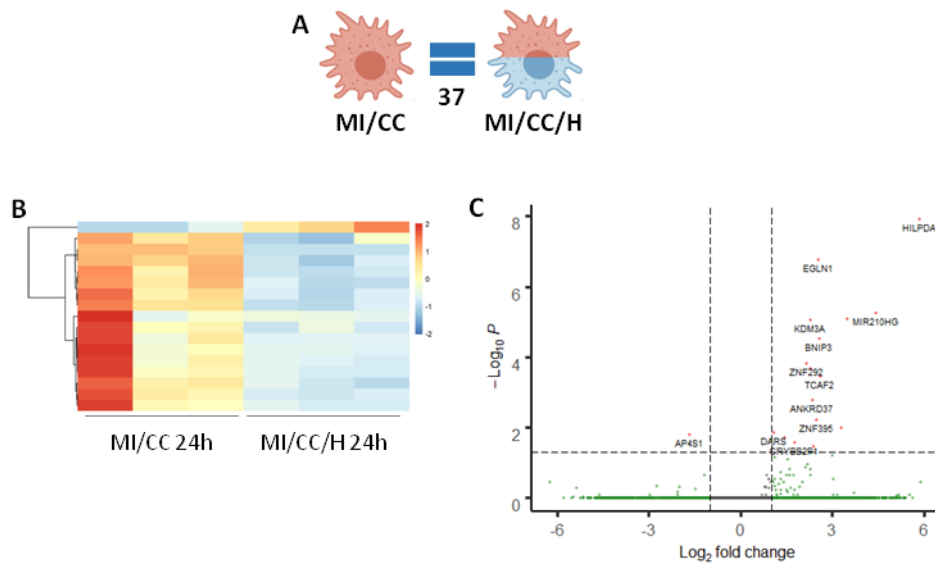 A
37
MI/CC
MI/CC/H
B
2
1
0
-1
-2
MI/CC 24h
MI/CC/H 24h
C
8
6
4
2
0
−Log10 P
HILPDA
EGLN1
MIR210HG
KDM3A
BNIP3
ZNF292
TCAF2
ANKRD37
ZNF395
DARS
AP4S1
-6
-3
0
3
6
Log2 fold change